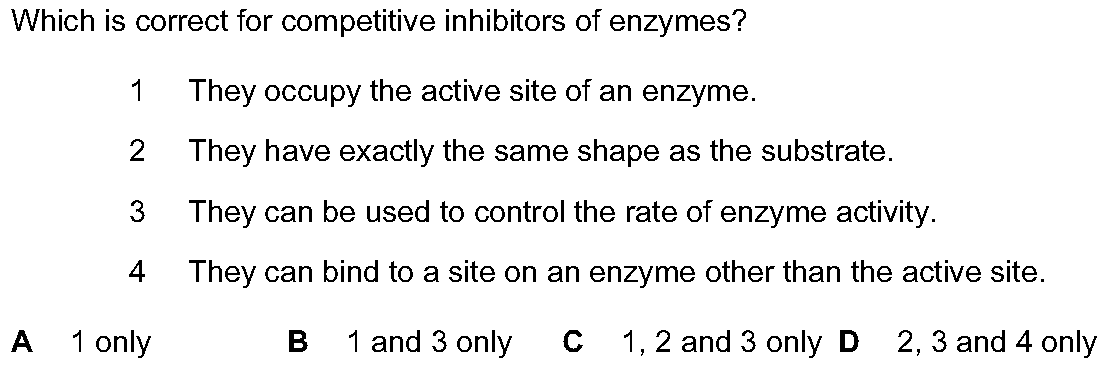 Which is correct for competitive inhibitors of enzymes?
1 They occupy the active site of an enzyme.
2 They have exactly the same shape as the substrate.
3 They can be used to control the rate of enzyme activity.
4 They can bind to a site on an enzyme other than the active site.
A 1 only B 1 and 3 only C 1, 2 and 3 only D 2, 3 and 4 only